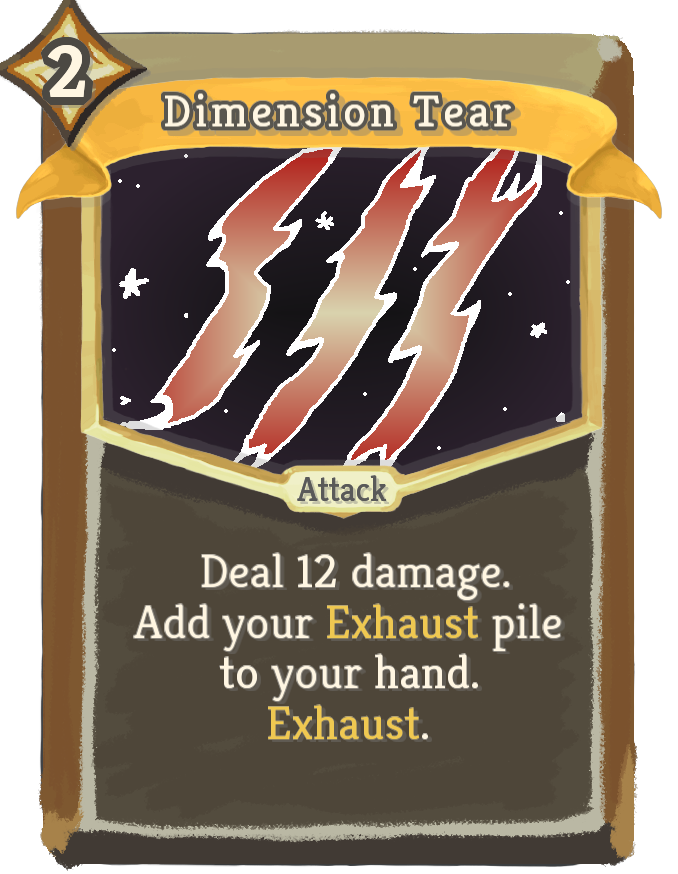 2
Dimension Tear
Attack
Deal 12 damage.
Add your Exhaust pile
to your hand.
Exhaust.